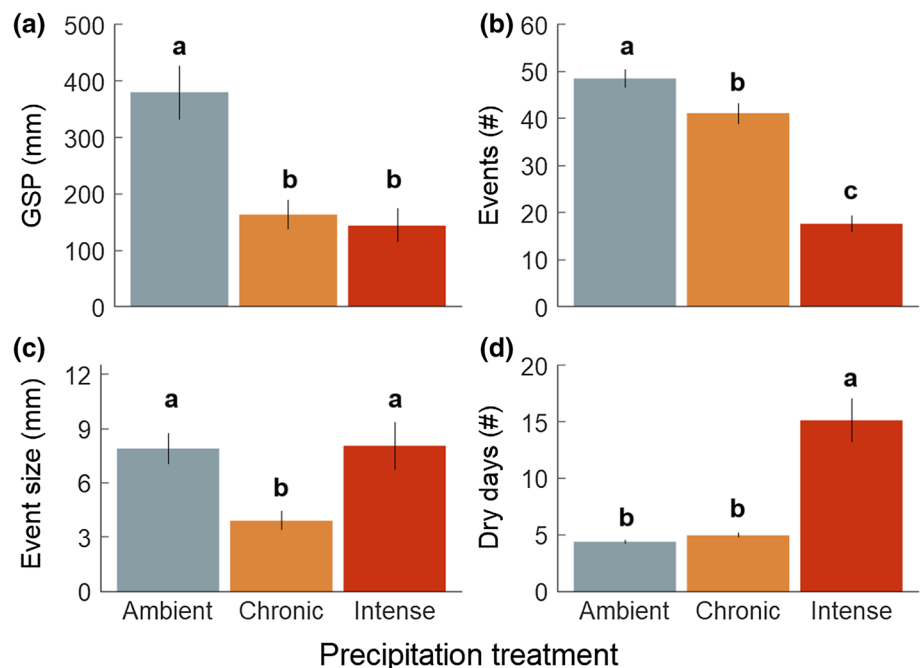 (a)
GSP (mm)
500
400
300
200
100
0
a
b
b
(b)
Events (#)
60
50
40
30
20
10
0
a
b
c
(c)
Event size (mm)
12
9
6
3
0
a
b
a
Ambient Chronic Intense
(d)
Dry days (#)
20
15
10
5
0
b
b
a
Ambient Chronic Intense
Precipitation treatment